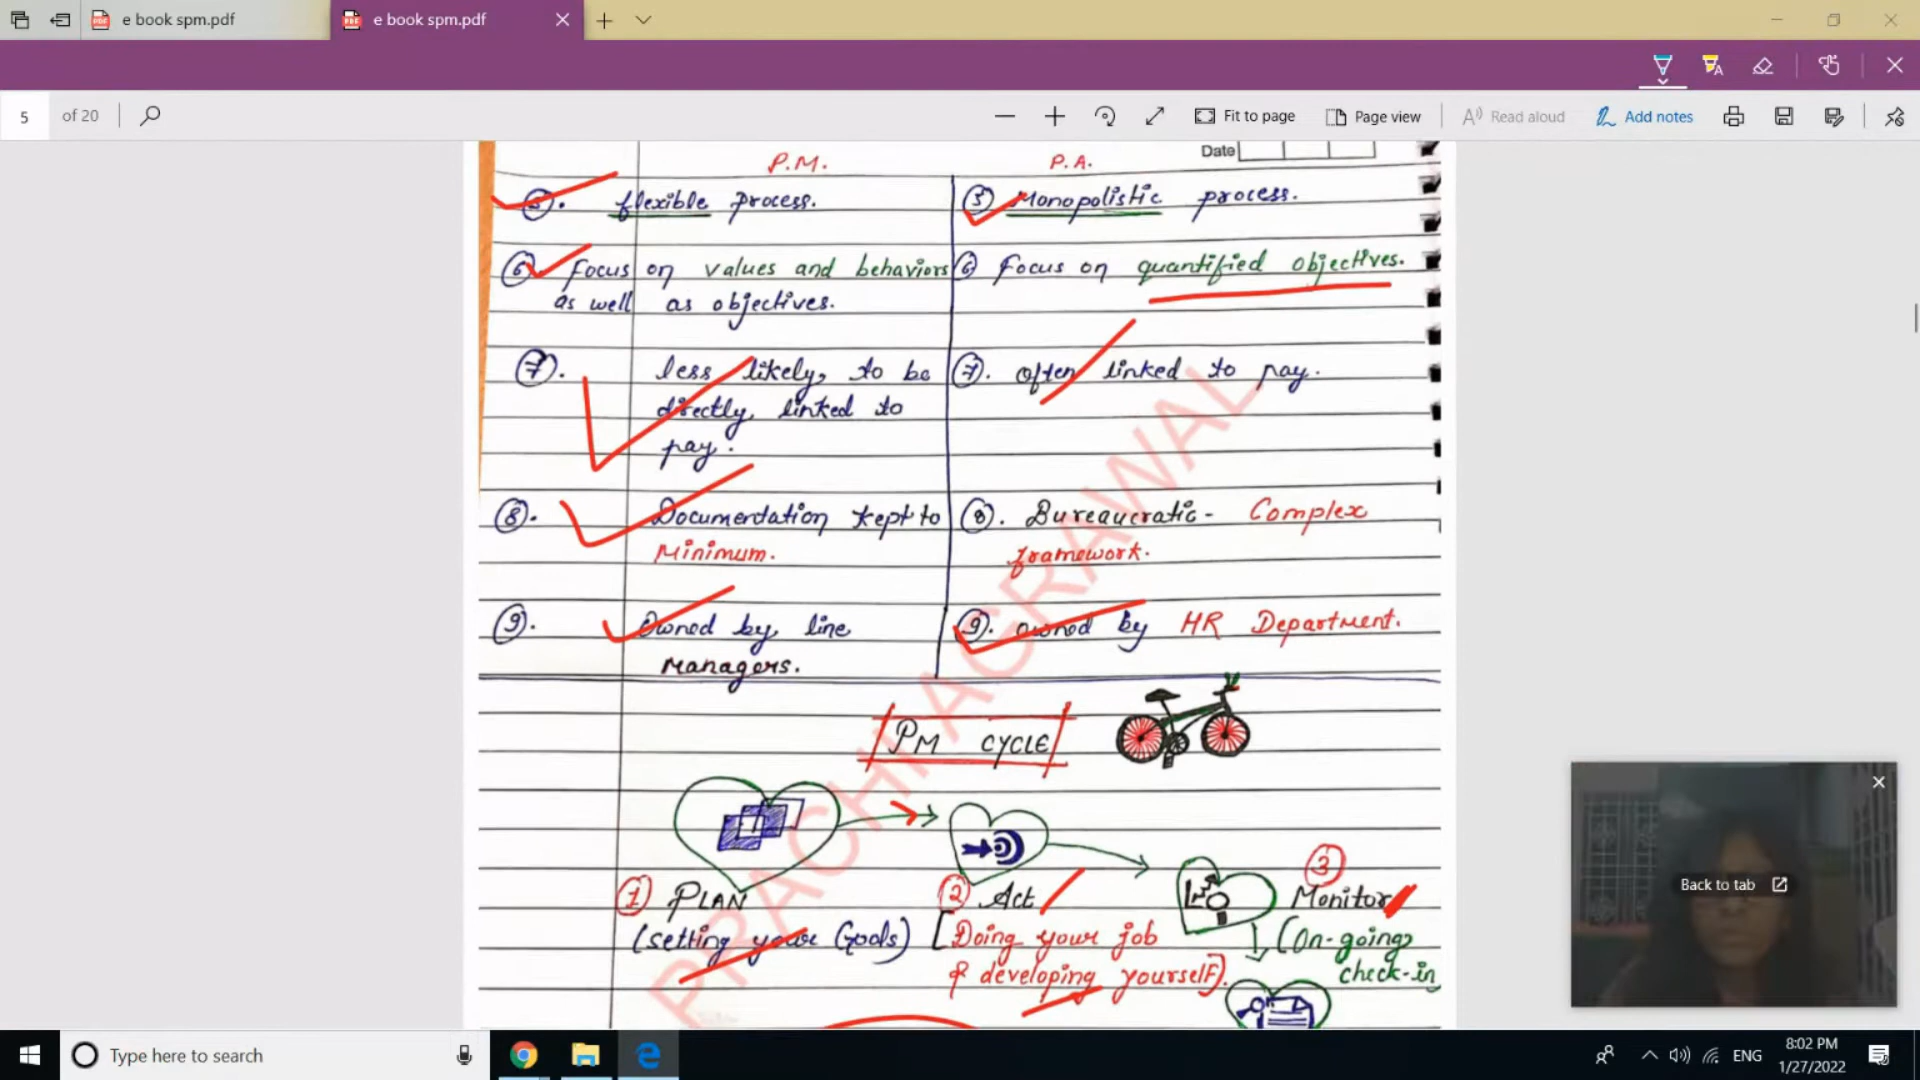 e book spm.pdf
e book spm.pdf
5 of 20
Fit to page
Page view
Read aloud
Add notes
P.M.
P.A.
Date
5. flexible process.
5 Monopolistic process.
6. Focus on values and behaviors
as well as objectives.
6 Focus on quantified objectives.
7. less likely to be
directly linked to
pay.
7. often linked to pay.
8. Documentation kept to
Minimum.
8. Bureaucratic - Complex
framework.
9. Owned by line
Managers.
9. owned by HR Department.
PM CYCLE
1 PLAN
(setting your Goals)
2 Act
[Doing your job
& developing yourself].
3
Monitor
(On-going
check-in
PRACHI AGRAWAL
Back to tab
Type here to search
ENG
8:02 PM
1/27/2022